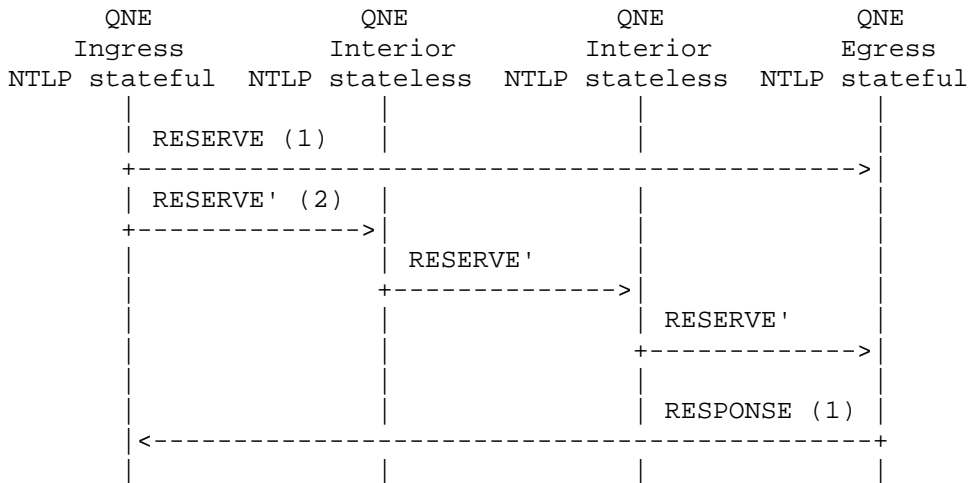 QNE QNE QNE QNE
Ingress Interior Interior Egress
NTLP stateful NTLP stateless NTLP stateless NTLP stateful
RESERVE (1)
RESERVE' (2)
RESERVE'
RESERVE'
RESPONSE (1)